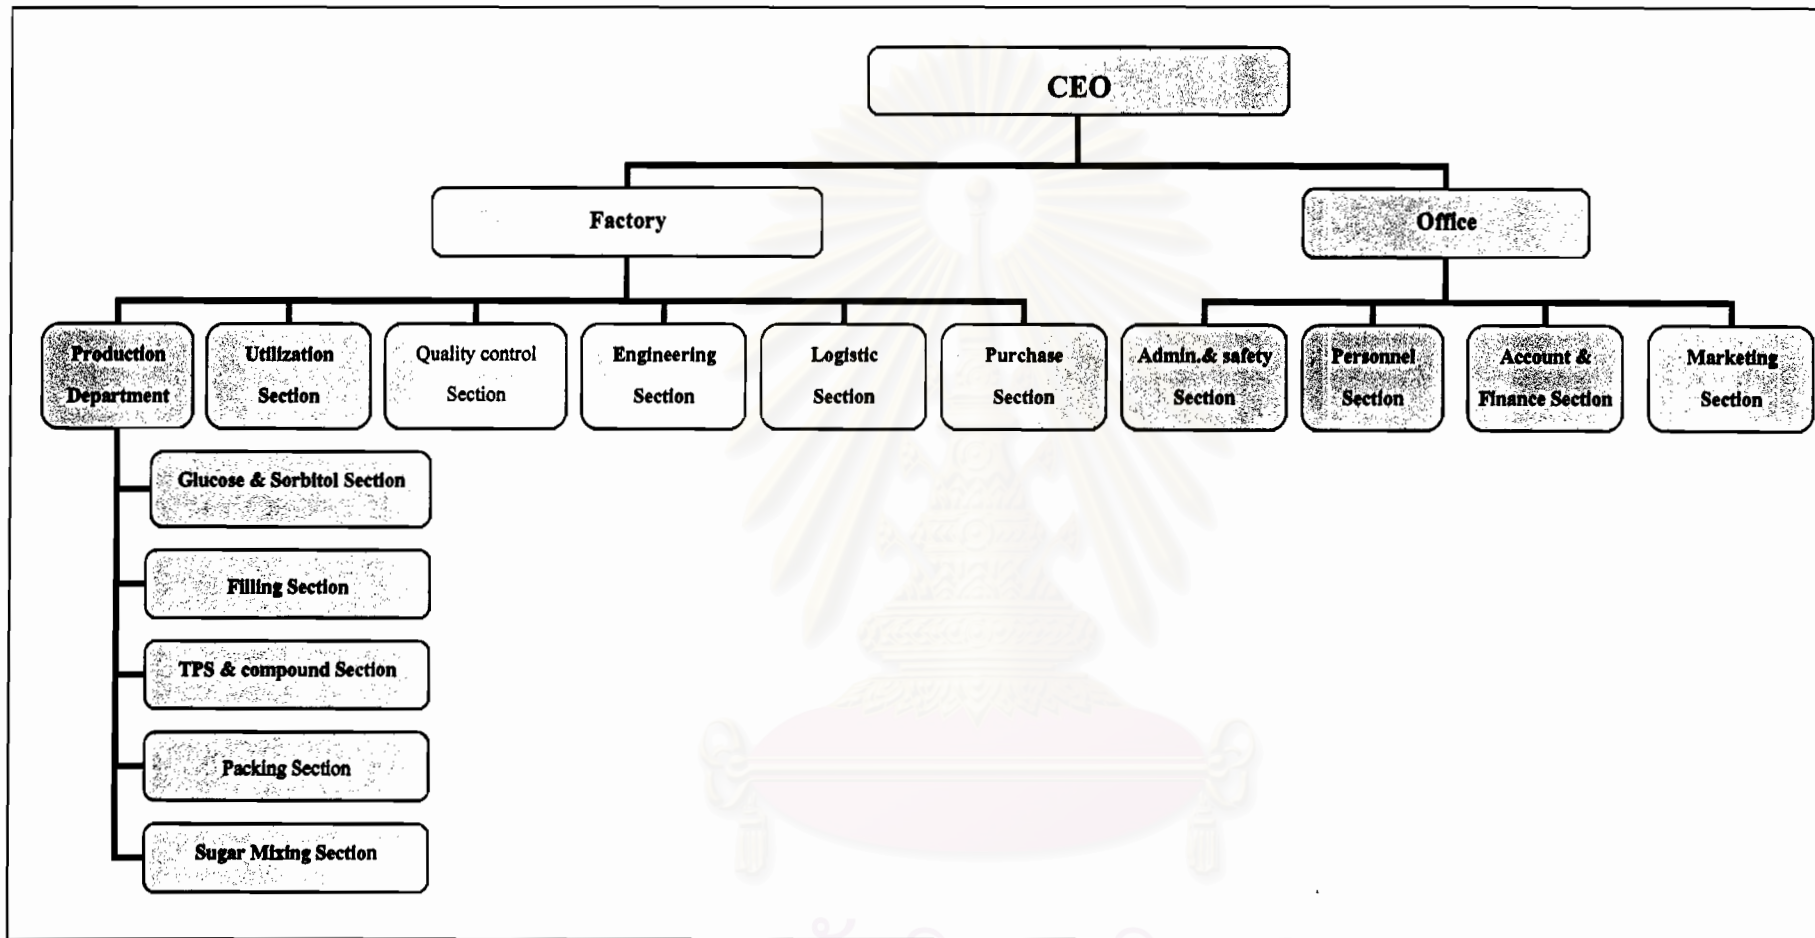 CEO
Factory
Office
Production
Department
Utilization
Section
Quality control
Section
Engineering
Section
Logistic
Section
Purchase
Section
Admin.& safety
Section
Personnel
Section
Account &
Finance Section
Marketing
Section
Glucose & Sorbitol Section
Filling Section
TPS & compound Section
Packing Section
Sugar Mixing Section